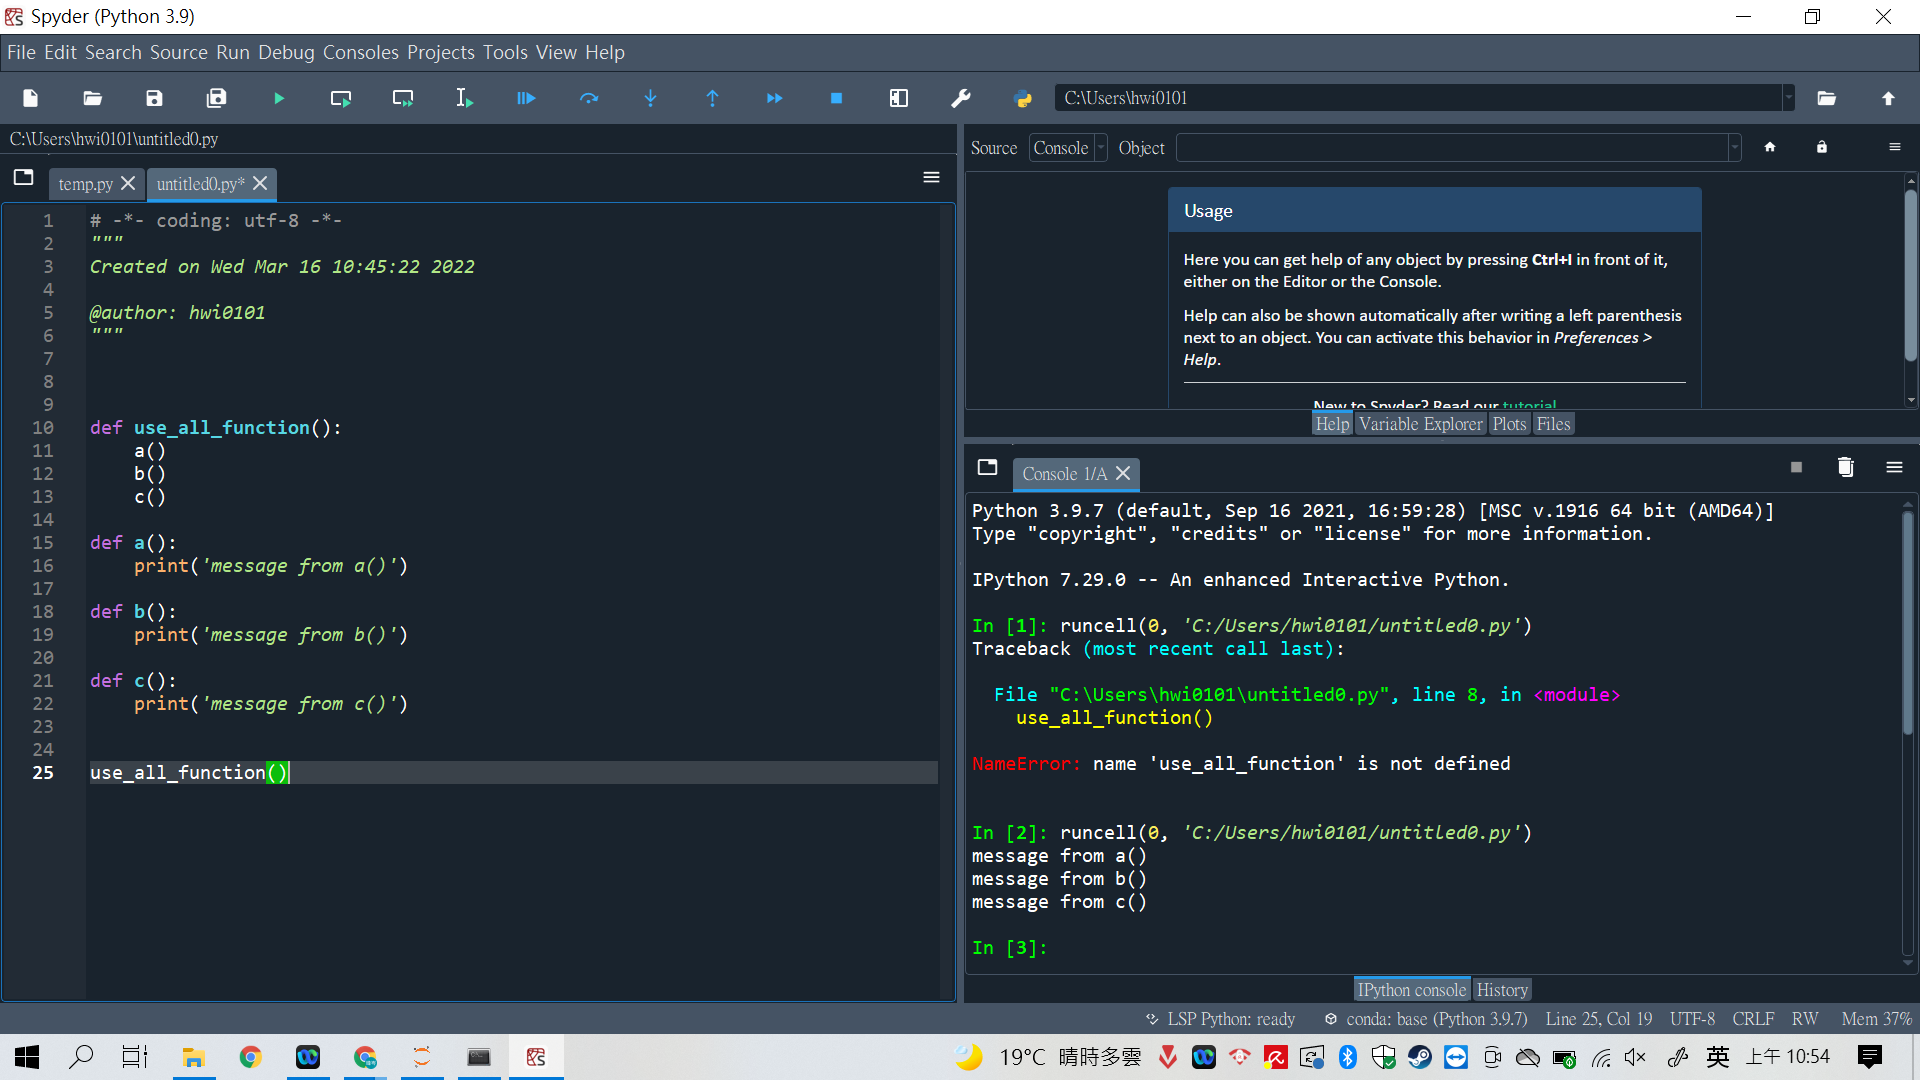 Spyder (Python 3.9)
File Edit Search Source Run Debug Consoles Projects Tools View Help
C:\Users\hwi0101
C:\Users\hwi0101\untitled0.py
temp.py
untitled0.py*
1 # -*- coding: utf-8 -*-
2 """
3 Created on Wed Mar 16 10:45:22 2022
4
5 @author: hwi0101
6 """
7
8
9
10 def use_all_function():
11 a()
12 b()
13 c()
14
15 def a():
16 print('message from a()')
17
18 def b():
19 print('message from b()')
20
21 def c():
22 print('message from c()')
23
24
25 use_all_function()
Source Console Object
Usage
Here you can get help of any object by pressing Ctrl+I in front of it,
either on the Editor or the Console.
Help can also be shown automatically after writing a left parenthesis
next to an object. You can activate this behavior in Preferences >
Help.
New to Spyder? Read our tutorial
Help Variable Explorer Plots Files
Console 1/A
Python 3.9.7 (default, Sep 16 2021, 16:59:28) [MSC v.1916 64 bit (AMD64)]
Type "copyright", "credits" or "license" for more information.
IPython 7.29.0 -- An enhanced Interactive Python.
In [1]: runcell(0, 'C:/Users/hwi0101/untitled0.py')
Traceback (most recent call last):
File "C:\Users\hwi0101\untitled0.py", line 8, in <module>
use_all_function()
NameError: name 'use_all_function' is not defined
In [2]: runcell(0, 'C:/Users/hwi0101/untitled0.py')
message from a()
message from b()
message from c()
In [3]:
IPython console History
LSP Python: ready conda: base (Python 3.9.7) Line 25, Col 19 UTF-8 CRLF RW Mem 37%
19°C 晴時多雲 英 上午 10:54